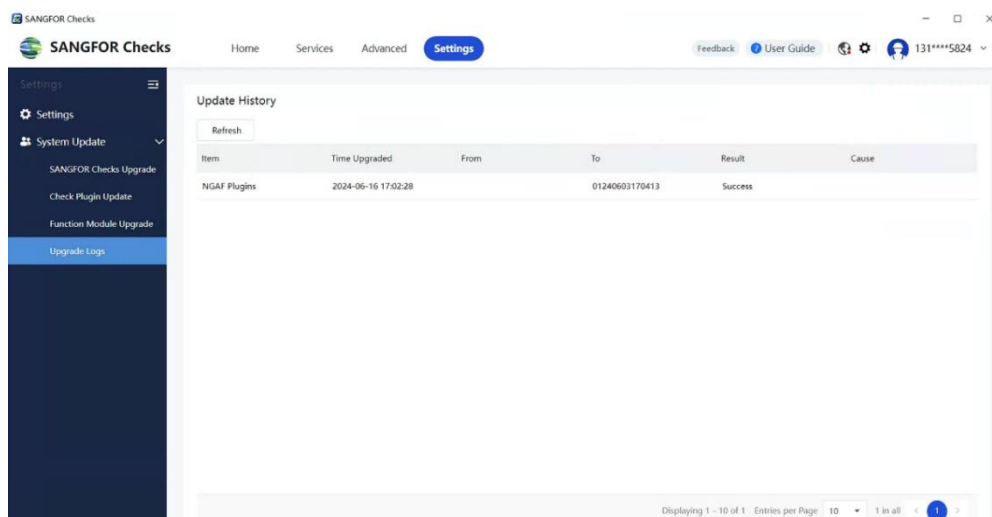 SANGFOR Checks
SANGFOR Checks Home Services Advanced Settings Feedback ? User Guide 131****5824
Settings
Settings
System Update
SANGFOR Checks Upgrade
Check Plugin Update
Function Module Upgrade
Upgrade Logs
Update History
Refresh
Item Time Upgraded From To Result Cause
NGAF Plugins 2024-06-16 17:02:28 01240603170413 Success
Displaying 1 - 10 of 1 Entries per Page 10 1 in all < 1 >